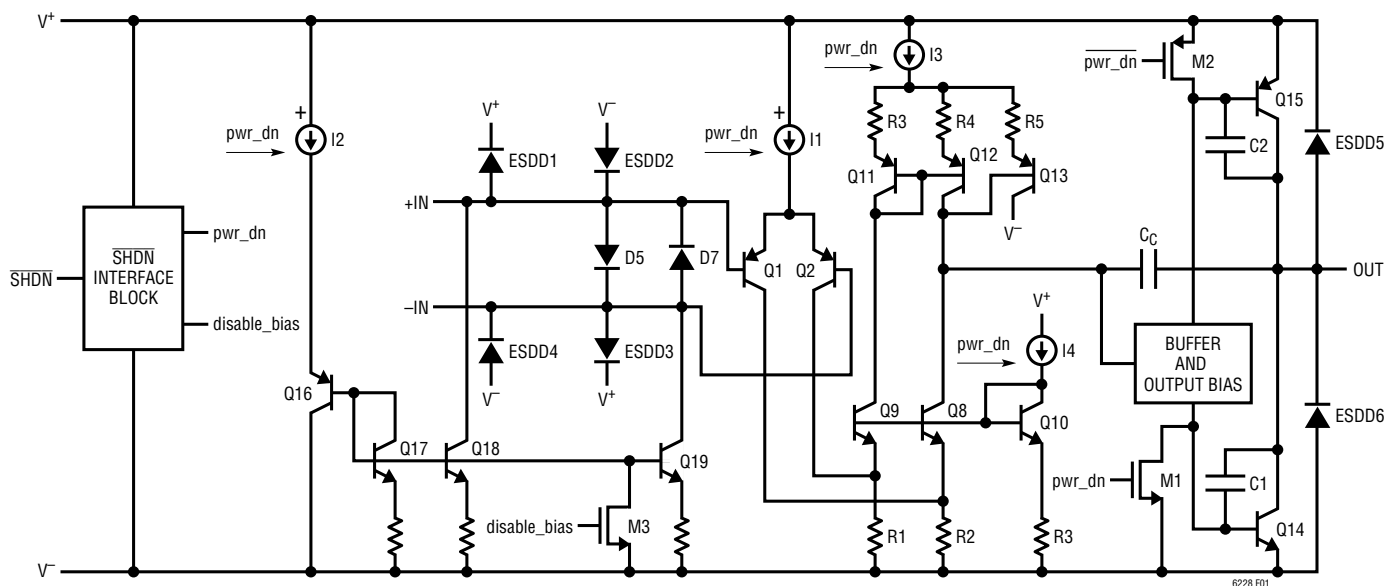 V+
pwr_dn
I3
pwr_dn
M2
Q15
+
I2
pwr_dn
V+
V–
+
I1
pwr_dn
R3
R4
R5
C2
ESDD5
ESDD1
ESDD2
Q12
Q11
Q13
+IN
V–
pwr_dn
SHDN
INTERFACE
BLOCK
SHDN
disable_bias
D5
D7
Q1
Q2
CC
OUT
–IN
V+
ESDD4
ESDD3
pwr_dn
I4
BUFFER
AND
OUTPUT BIAS
V–
V+
Q16
Q9
Q8
Q10
ESDD6
Q17
Q18
Q19
pwr_dn
M1
C1
disable_bias
M3
R1
R2
R3
Q14
V–
6228 F01